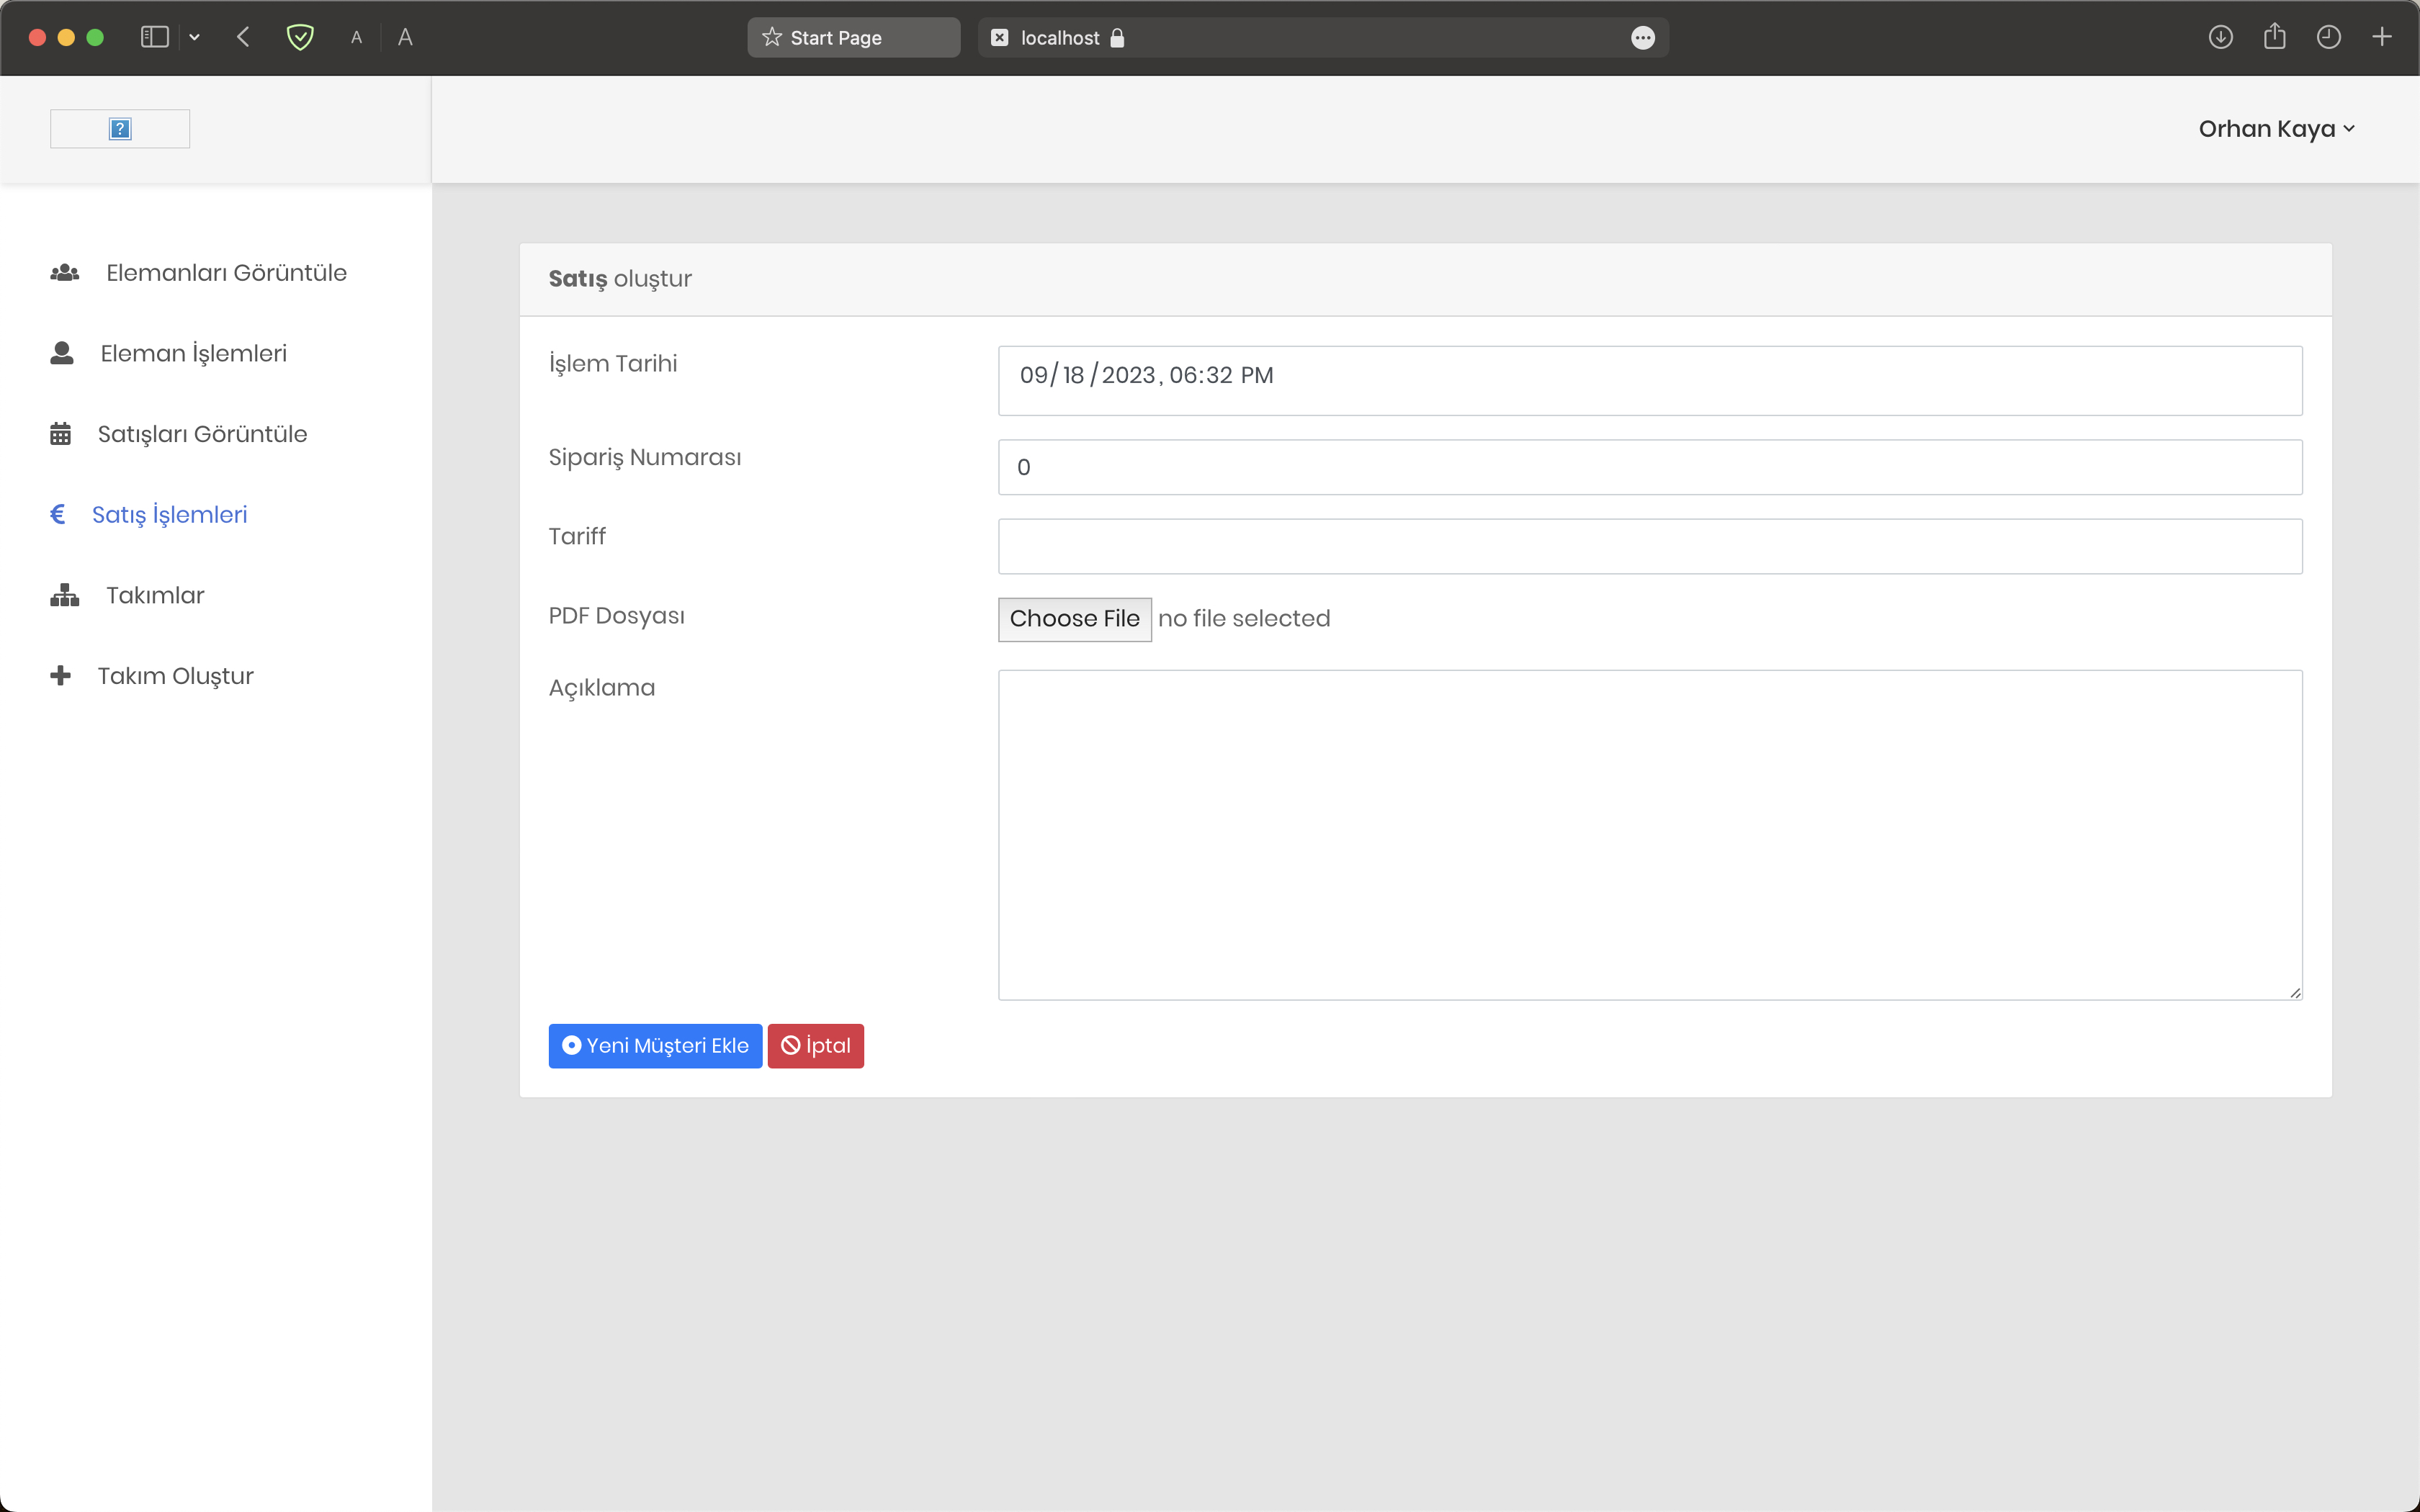 A A
Start Page
localhost
Orhan Kaya
Elemanları Görüntüle
Eleman İşlemleri
Satışları Görüntüle
€ Satış İşlemleri
Takımlar
Takım Oluştur
Satış oluştur
İşlem Tarihi
09/18/2023, 06:32 PM
Sipariş Numarası
0
Tariff
PDF Dosyası
Choose File no file selected
Açıklama
Yeni Müşteri Ekle
İptal